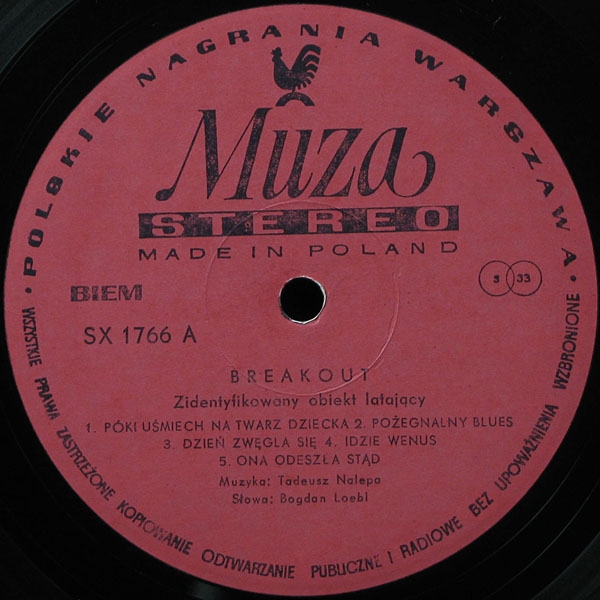 POLSKIE NAGRANIA WARSZAWA
Muza
STEREO
MADE IN POLAND
BIEM
S 33
SX 1766 A
BREAKOUT
Zidentyfikowany obiekt latający
1. PÓKI UŚMIECH NA TWARZ DZIECKA 2. POŻEGNALNY BLUES
3. DZIEŃ ZWĘGLA SIĘ 4. IDZIE WENUS
5. ONA ODESZŁA STĄD
Muzyka: Tadeusz Nalepa
Słowa: Bogdan Loebl
WSZYSTKIE PRAWA ZASTRZEŻONE KOPIOWANIE ODTWARZANIE PUBLICZNE I RADIOWE BEZ UPOWAŻNIENIA WZBRONIONE